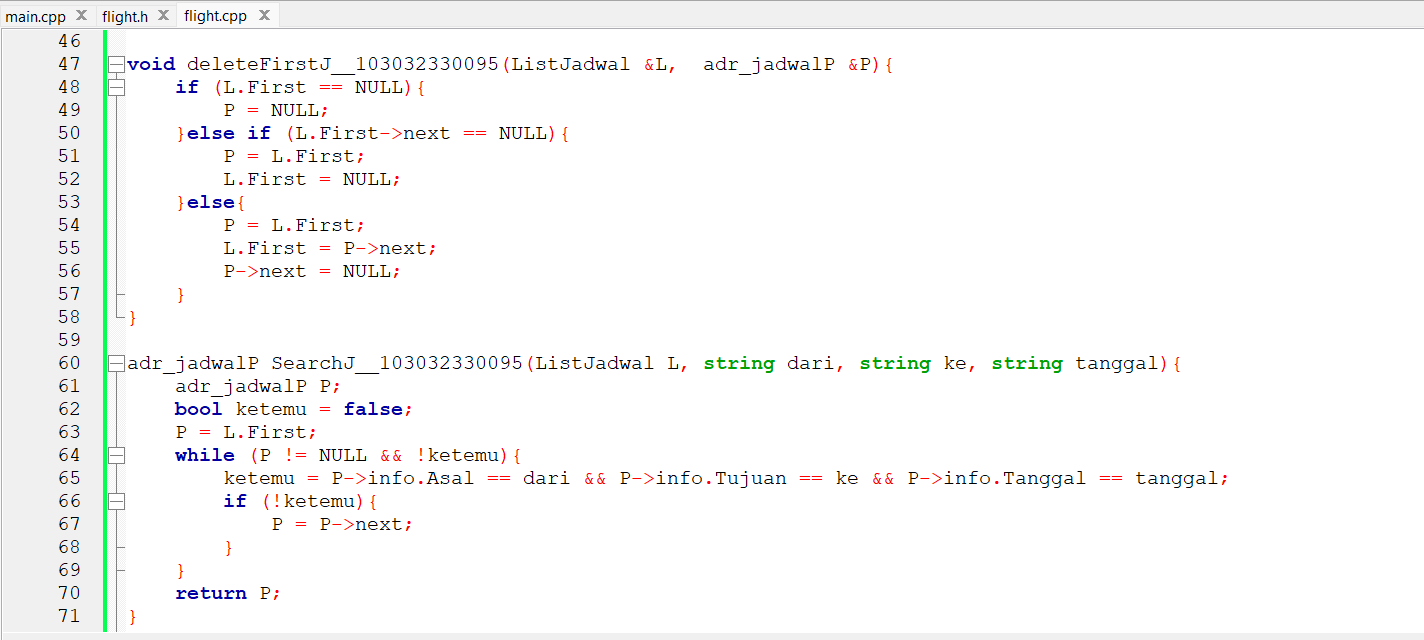 main.cpp X flight.h X flight.cpp X
46
47 void deleteFirstJ__103032330095(ListJadwal &L,  adr_jadwalP &P){
48     if (L.First == NULL){
49         P = NULL;
50     }else if (L.First->next == NULL){
51         P = L.First;
52         L.First = NULL;
53     }else{
54         P = L.First;
55         L.First = P->next;
56         P->next = NULL;
57     }
58 }
59
60 adr_jadwalP SearchJ__103032330095(ListJadwal L, string dari, string ke, string tanggal){
61     adr_jadwalP P;
62     bool ketemu = false;
63     P = L.First;
64     while (P != NULL && !ketemu){
65         ketemu = P->info.Asal == dari && P->info.Tujuan == ke && P->info.Tanggal == tanggal;
66         if (!ketemu){
67             P = P->next;
68         }
69     }
70     return P;
71 }